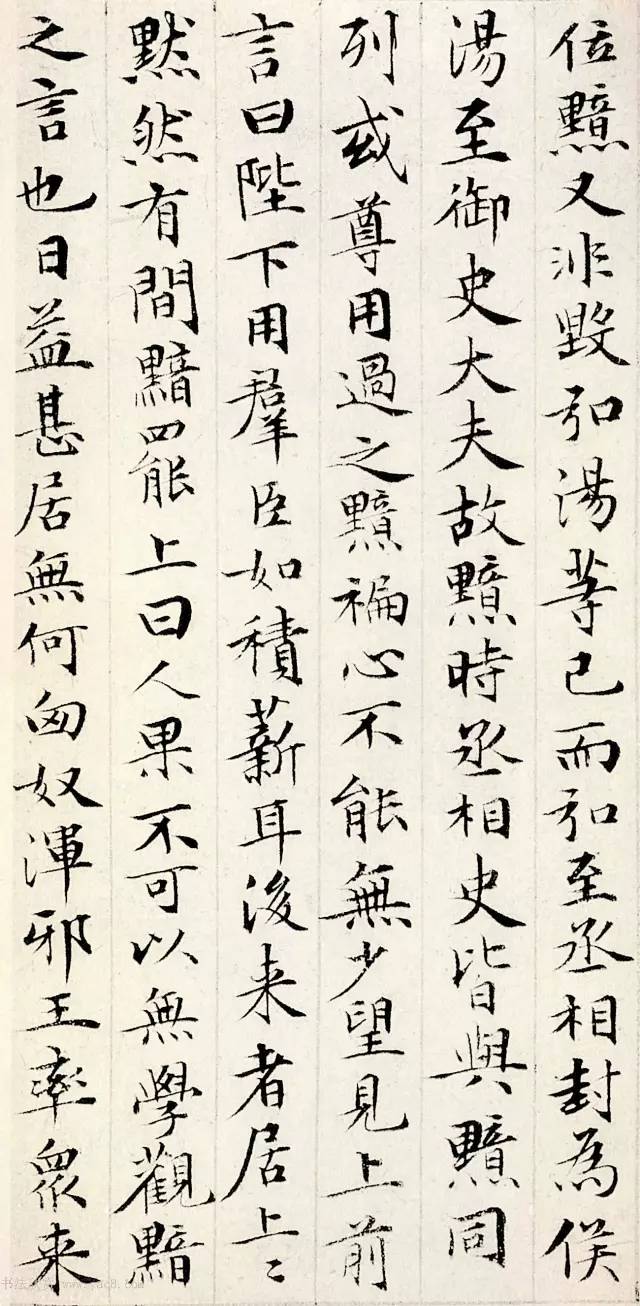 位黯又非毀弘湯等已而弘至丞相封為侯
湯至御史大夫故黯時丞相史皆與黯同
列或尊用過之黯褊心不能無少望見上前
言曰陛下用羣臣如積薪耳後来者居上〻
黙然有間黯罷上曰人果不可以無學觀黯
之言也日益甚居無何匈奴渾邪王率衆来